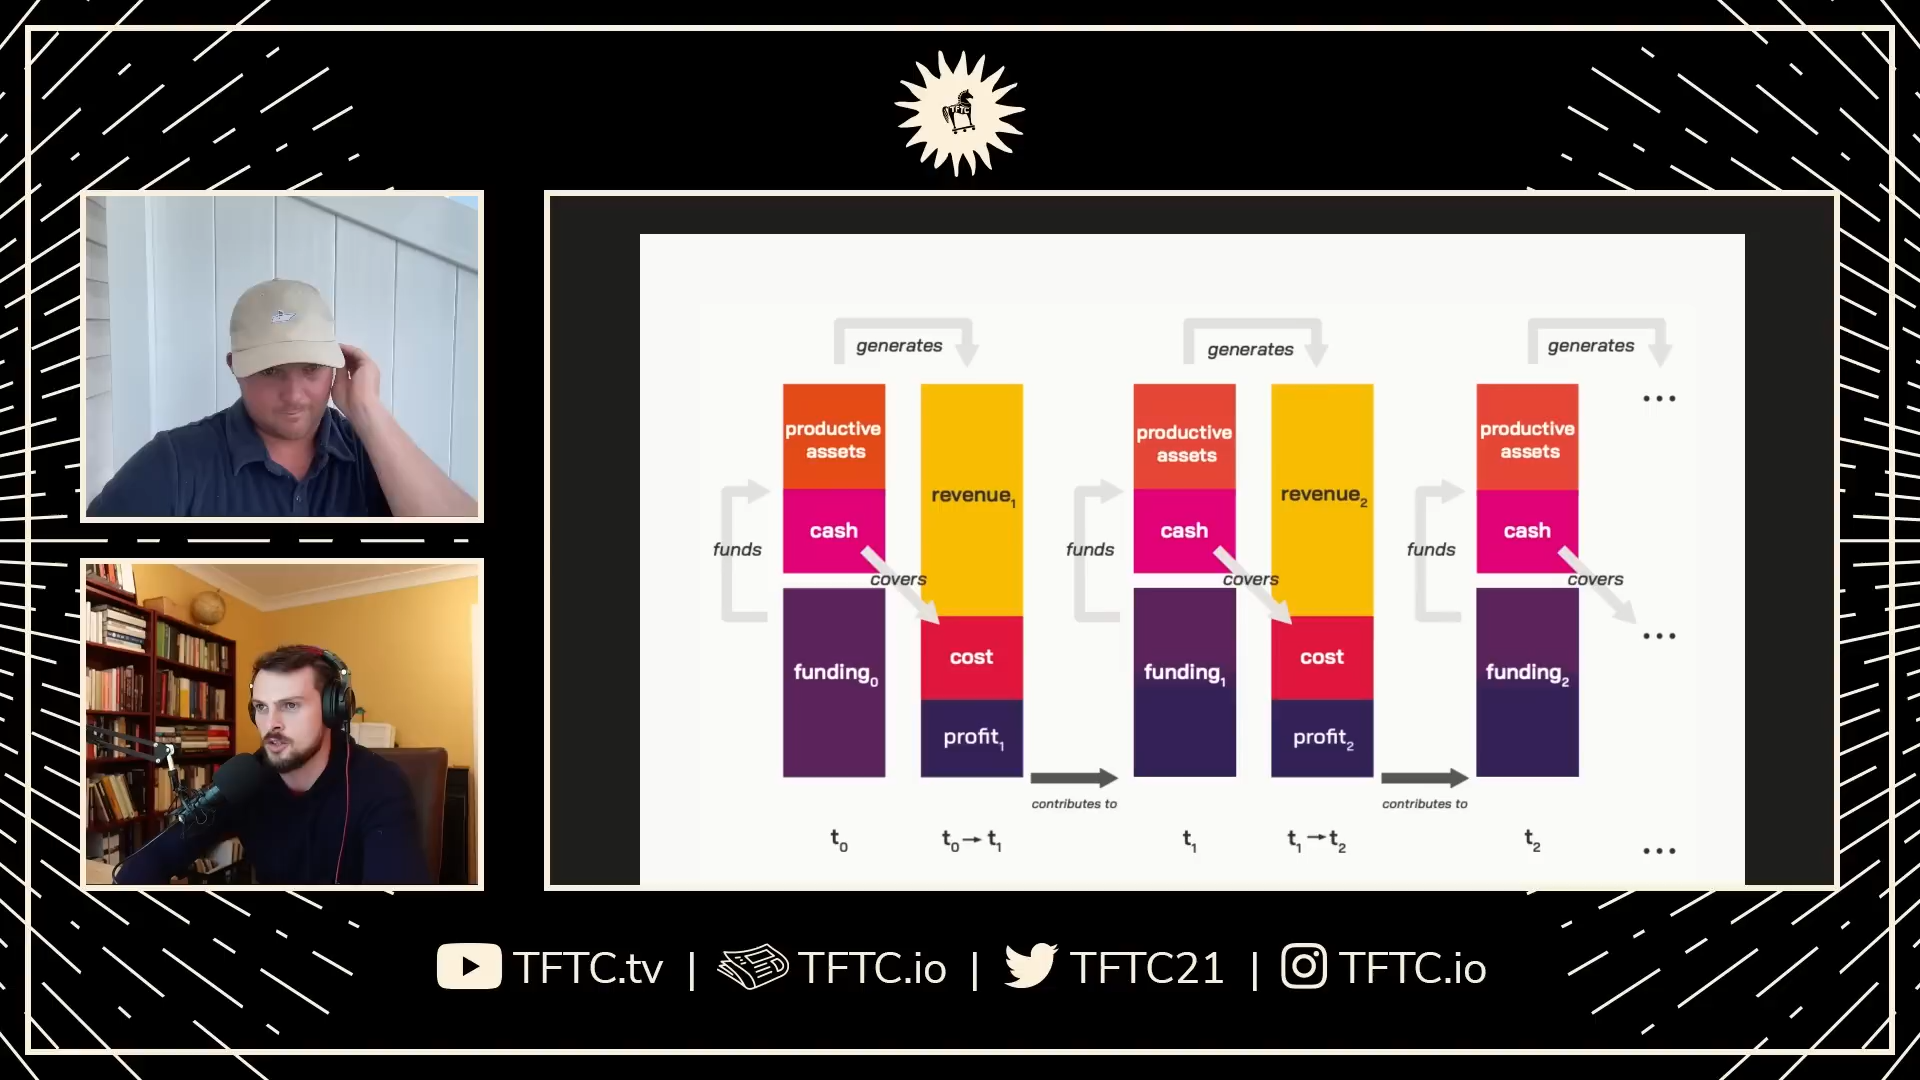 TFTC
generates
generates
generates
productive
assets
cash
funds
covers
funding0
revenue1
cost
profit1
contributes to
productive
assets
cash
funds
covers
funding1
revenue2
cost
profit2
contributes to
productive
assets
cash
funds
covers
funding2
...
...
t0
t0→t1
t1
t1→t2
t2
...
TFTC.tv | TFTC.io | TFTC21 | TFTC.io